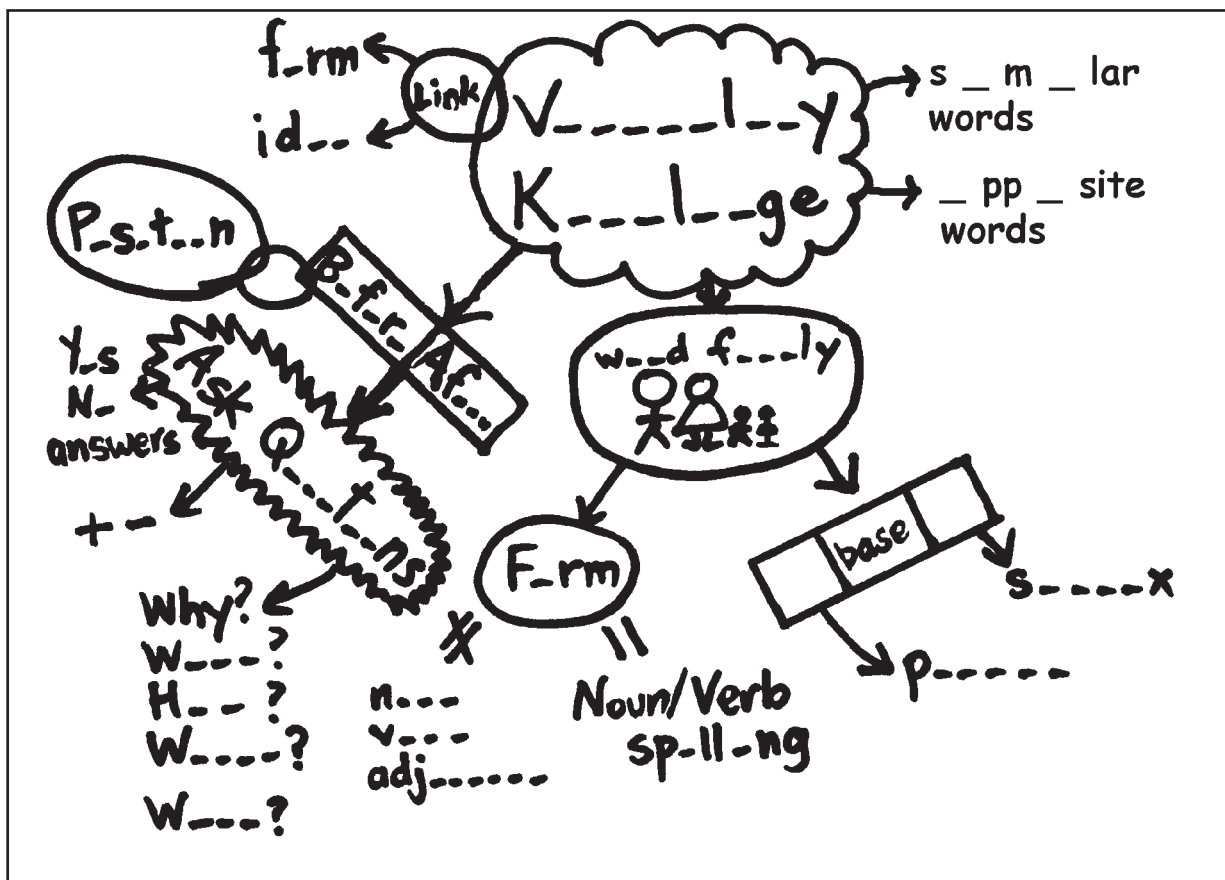 f_rm
Link
id_ _
V_ _ _ _ _ l_ _y
K_ _ _ l_ _ge
s _ m _ lar
words
_ pp _ site
words
P_s_t_ _n
B_f_r_ Af_ _ _
Y_s
N_
answers
Ask
Q_ _ _ _ t_ _ _ns
+ –
w_ _d f_ _ _ly
F_rm
base
s_ _ _ _x
p_ _ _ _ _
Why?
W_ _ _?
H_ _ ?
W_ _ _ _?
W_ _ _?
n_ _ _
v_ _ _
adj_ _ _ _ _ _
Noun/Verb
sp_ll_ng